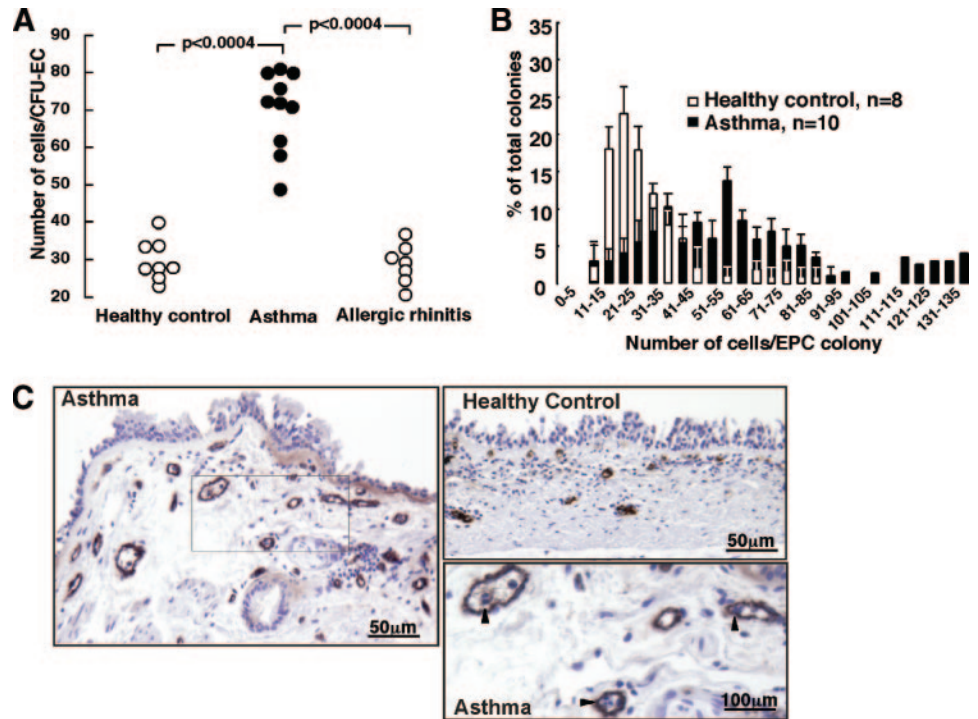 A
p<0.0004
p<0.0004
Number of cells/CFU-EC
90
80
70
60
50
40
30
20
Healthy control
Asthma
Allergic rhinitis
B
% of total colonies
35
30
25
20
15
10
5
0
Healthy control, n=8
Asthma, n=10
0-5
11-15
21-25
31-35
41-45
51-55
61-65
71-75
81-85
91-95
101-105
111-115
121-125
131-135
Number of cells/EPC colony
C
Asthma
50µm
Healthy Control
50µm
Asthma
100µm